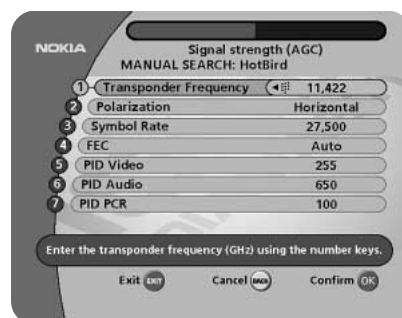 NOKIA
Signal strength (AGC)
MANUAL SEARCH: HotBird
1 Transponder Frequency 11,422
2 Polarization Horizontal
3 Symbol Rate 27,500
4 FEC Auto
5 PID Video 255
6 PID Audio 650
7 PID PCR 100
Enter the transponder frequency (GHz) using the number keys.
Exit EXIT Cancel BACK Confirm OK